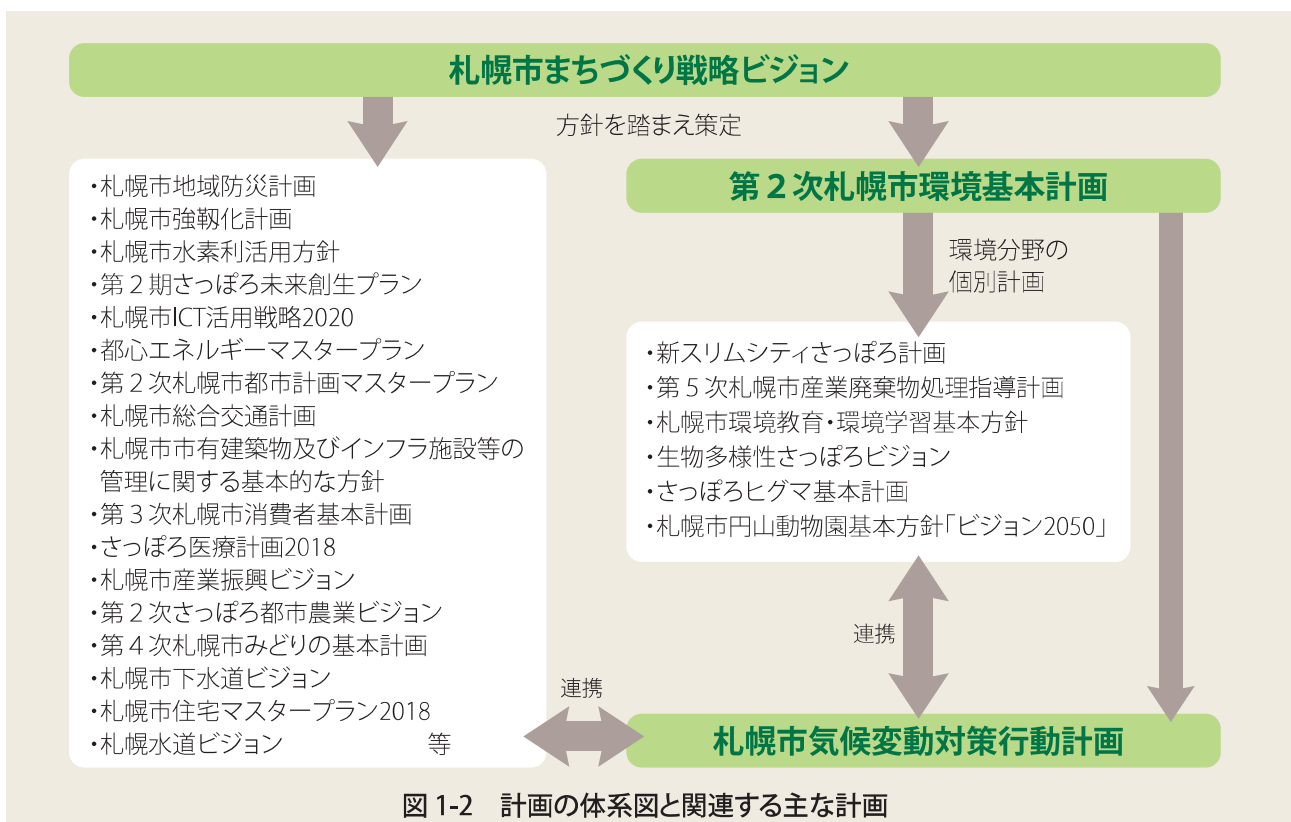 札幌市まちづくり戦略ビジョン
方針を踏まえ策定
・札幌市地域防災計画
・札幌市強靱化計画
・札幌市水素利活用方針
・第2期さっぽろ未来創生プラン
・札幌市ICT活用戦略2020
・都心エネルギーマスタープラン
・第2次札幌市都市計画マスタープラン
・札幌市総合交通計画
・札幌市市有建築物及びインフラ施設等の
管理に関する基本的な方針
・第3次札幌市消費者基本計画
・さっぽろ医療計画2018
・札幌市産業振興ビジョン
・第2次さっぽろ都市農業ビジョン
・第4次札幌市みどりの基本計画
・札幌市下水道ビジョン
・札幌市住宅マスタープラン2018
・札幌水道ビジョン 等
第2次札幌市環境基本計画
環境分野の
個別計画
・新スリムシティさっぽろ計画
・第5次札幌市産業廃棄物処理指導計画
・札幌市環境教育・環境学習基本方針
・生物多様性さっぽろビジョン
・さっぽろヒグマ基本計画
・札幌市円山動物園基本方針「ビジョン2050」
連携
連携
札幌市気候変動対策行動計画
図1-2 計画の体系図と関連する主な計画